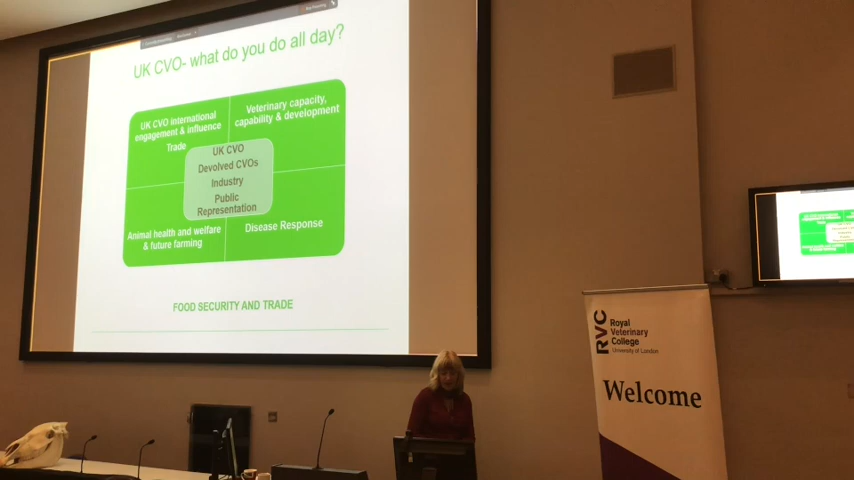 UK CVO- what do you do all day?
UK CVO international
engagement & influence
Trade
Veterinary capacity,
capability & development
UK CVO
Devolved CVOs
Industry
Public
Representation
Animal health and welfare
& future farming
Disease Response
FOOD SECURITY AND TRADE
RVC
Royal
Veterinary
College
University of London
Welcome